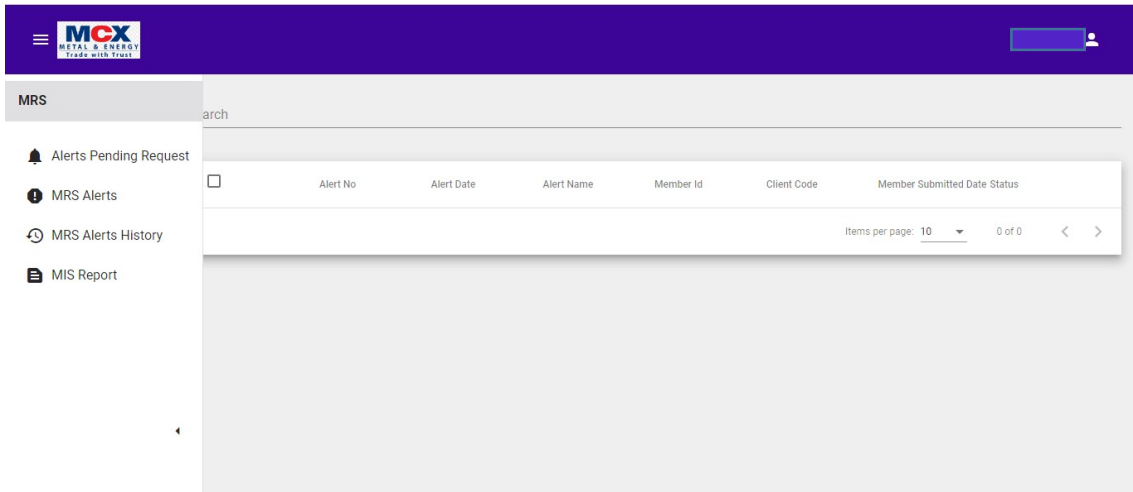 MCX
METAL & ENERGY
Trade with Trust
MRS
arch
Alerts Pending Request
MRS Alerts
MRS Alerts History
MIS Report
Alert No Alert Date Alert Name Member Id Client Code Member Submitted Date Status
Items per page: 10 0 of 0